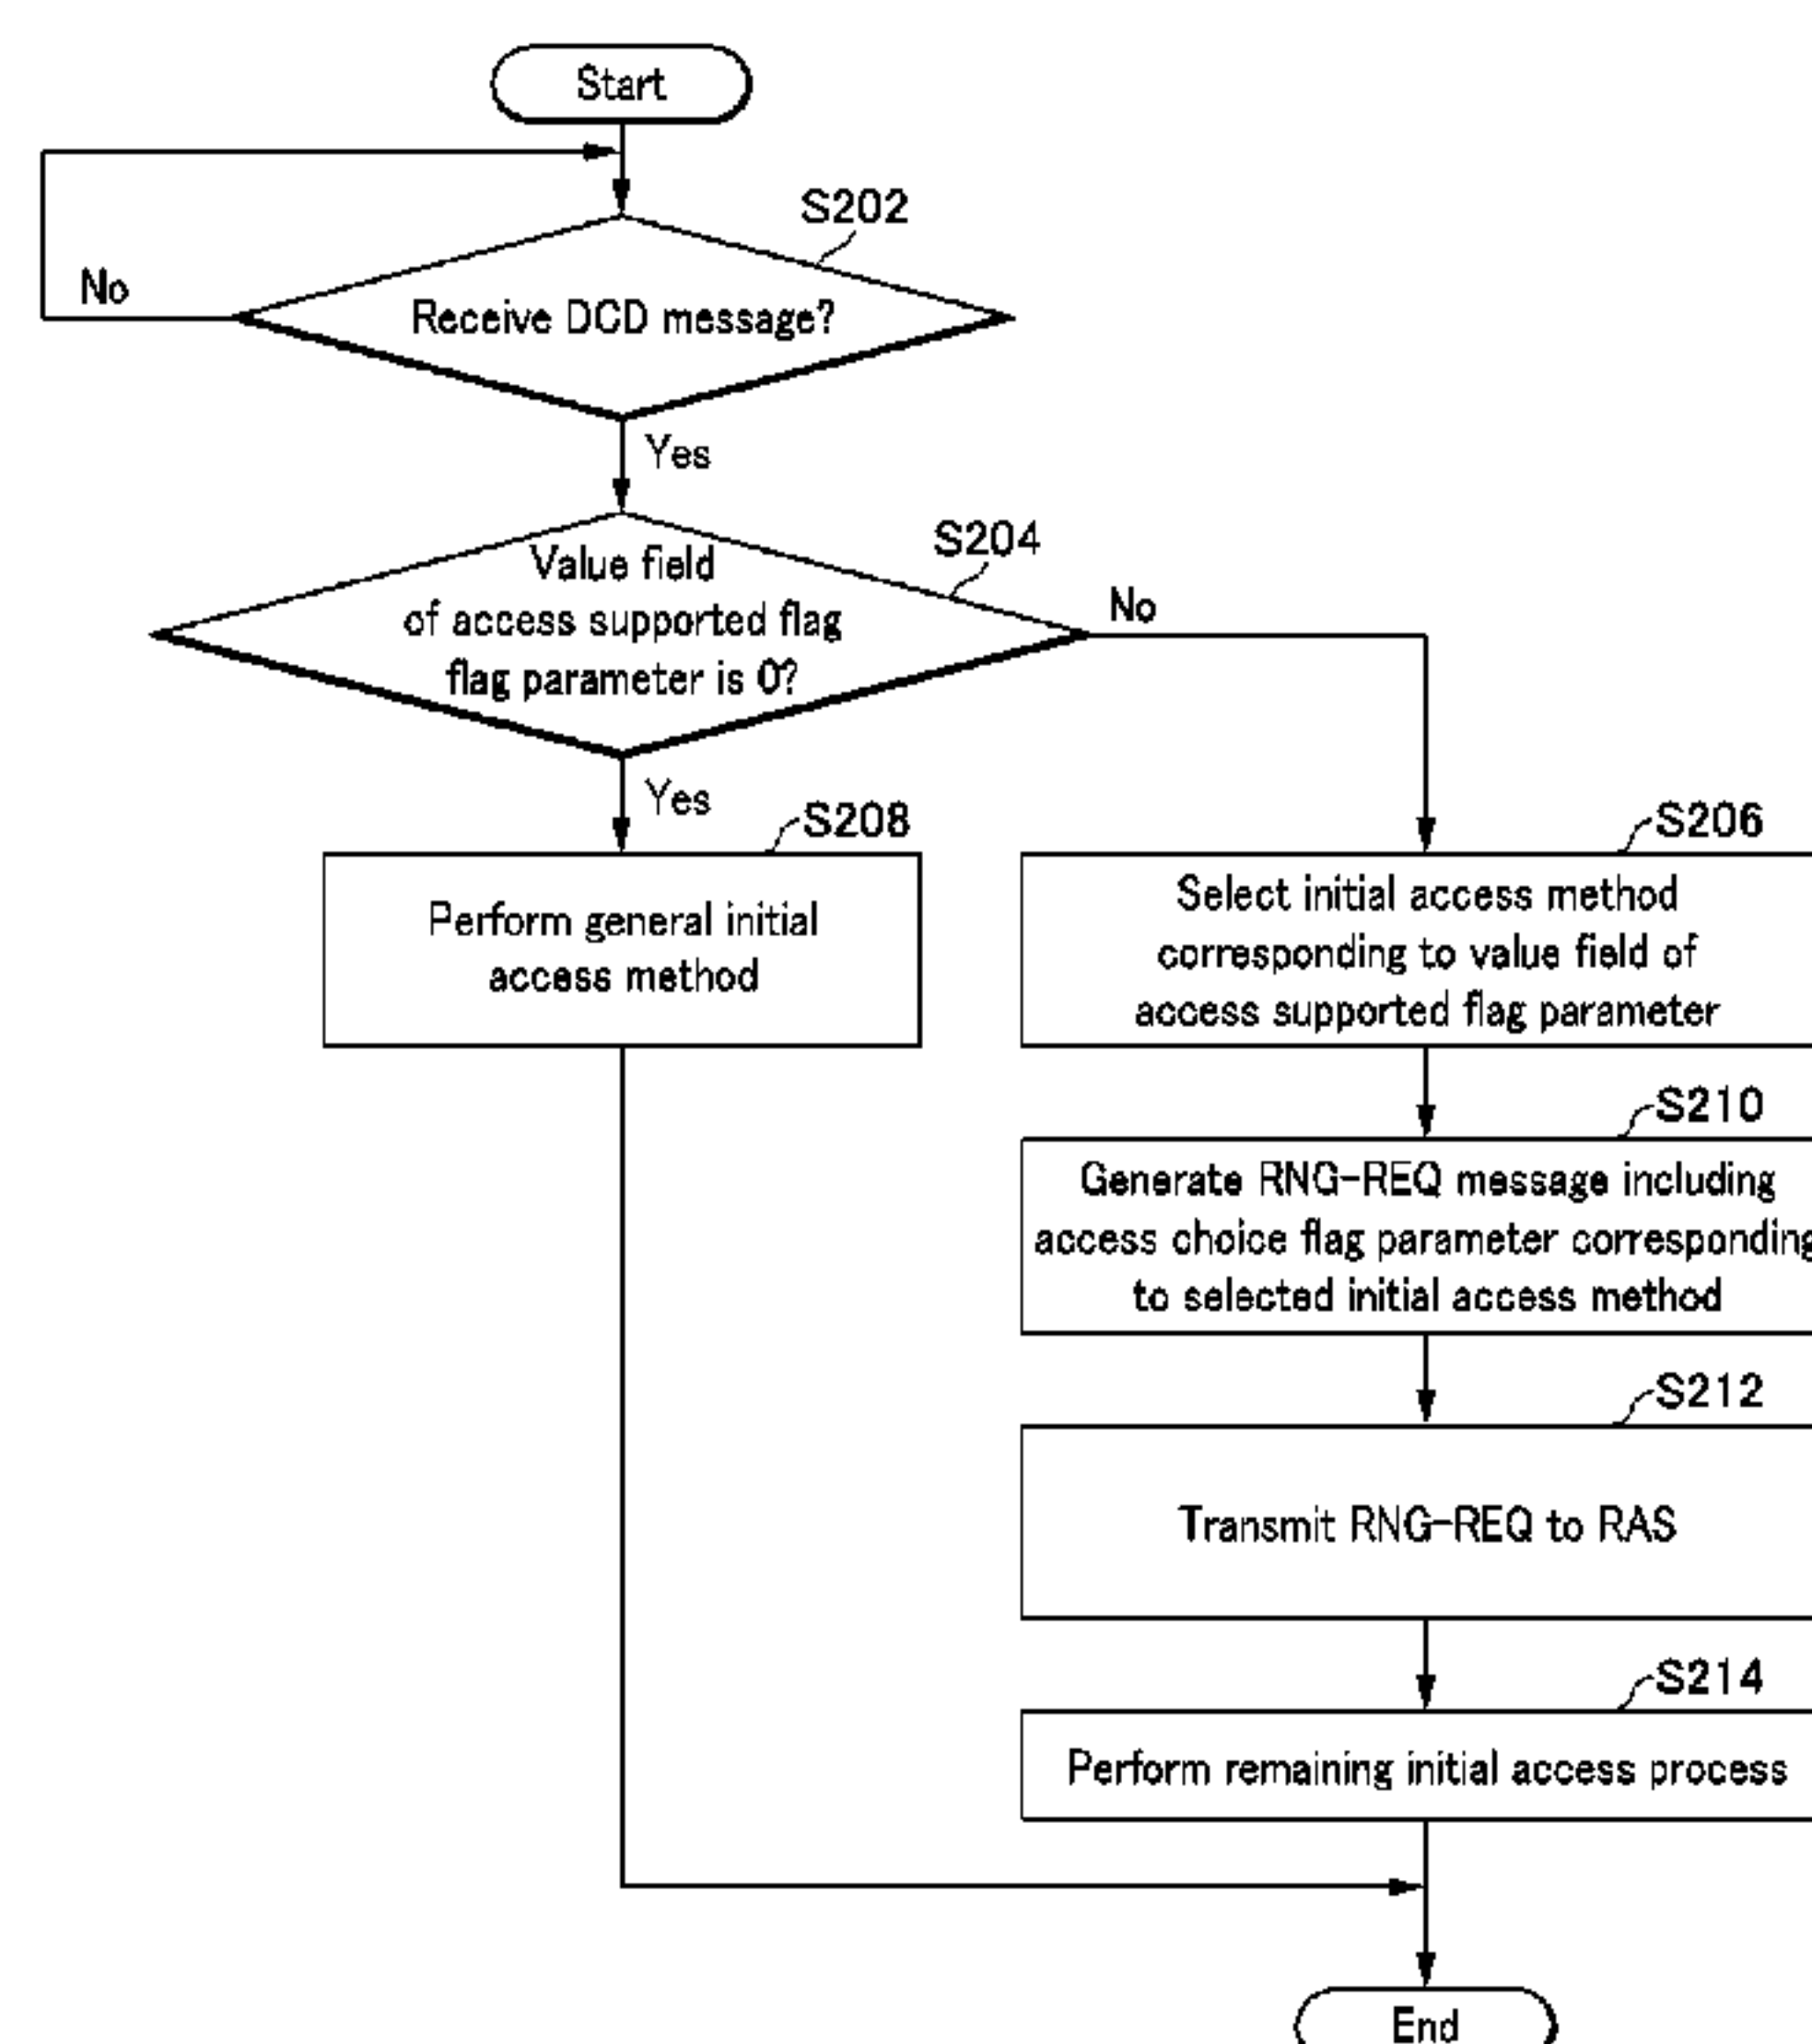 Start
S202
No
Receive DCD message?
Yes
S204
Value field
of access supported flag
flag parameter is 0?
No
Yes
S208
Perform general initial
access method
S206
Select initial access method
corresponding to value field of
access supported flag parameter
S210
Generate RNG-REQ message including
access choice flag parameter corresponding
to selected initial access method
S212
Transmit RNG-REQ to RAS
S214
Perform remaining initial access process
End